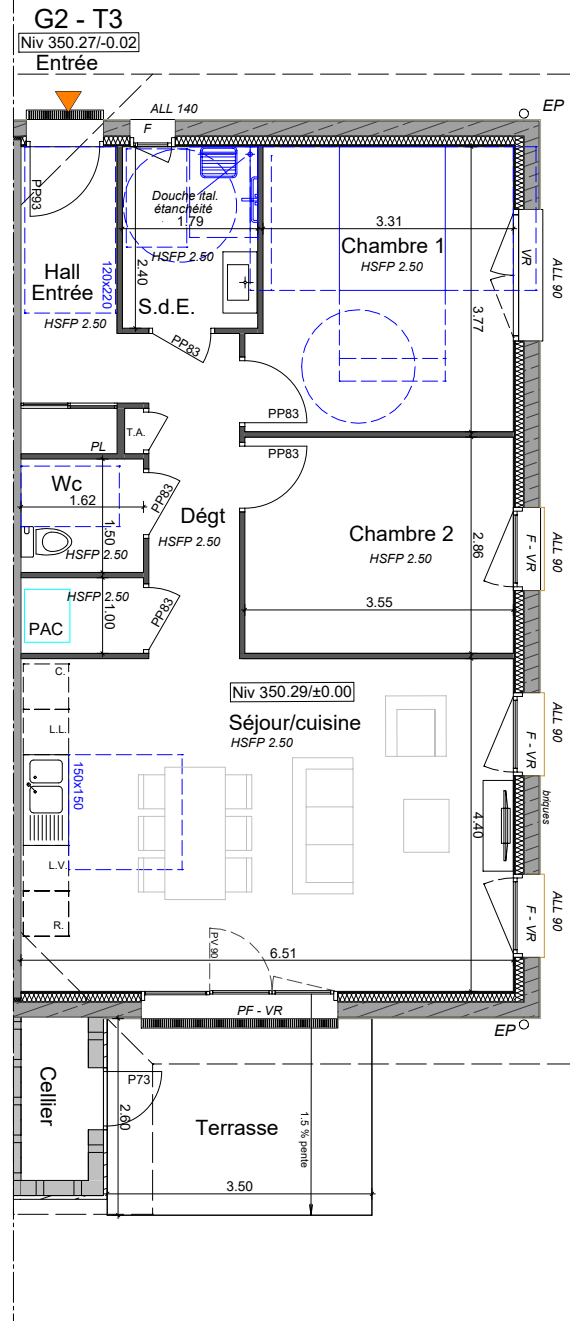 G2 - T3
Niv 350.27/-0.02
Entrée
ALL 140
EP
F
PP93
Douche ital.
étanchéité
1.79
3.31
HSFP 2.50
Chambre 1
HSFP 2.50
VR
ALL 90
Hall
Entrée
120x220
2.40
S.d.E.
HSFP 2.50
3.77
PP83
PP83
T.A.
PL
PP83
Wc
1.62
1.50
HSFP 2.50
PP83
Dégt
HSFP 2.50
Chambre 2
HSFP 2.50
2.86
F - VR
ALL 90
HSFP 2.50
1.00
PAC
PP83
3.55
C.
Niv 350.29/±0.00
L.L.
Séjour/cuisine
HSFP 2.50
F - VR
ALL 90
150x150
briques
4.40
L.V.
R.
F - VR
ALL 90
PV 90
6.51
PF - VR
EP
Cellier
P73
2.60
Terrasse
1.5 % pente
3.50